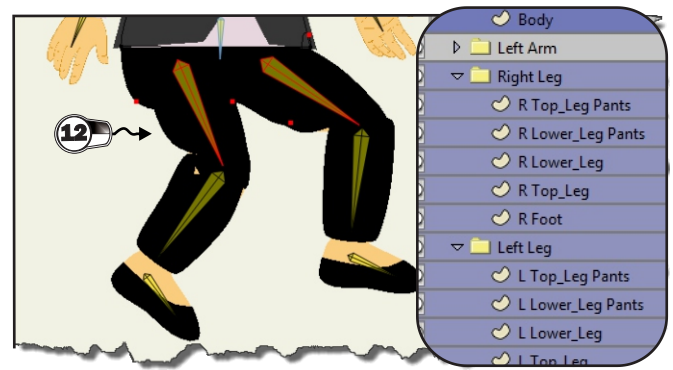 12
Body
Left Arm
Right Leg
R Top_Leg Pants
R Lower_Leg Pants
R Lower_Leg
R Top_Leg
R Foot
Left Leg
L Top_Leg Pants
L Lower_Leg Pants
L Lower_Leg
L Top_Leg